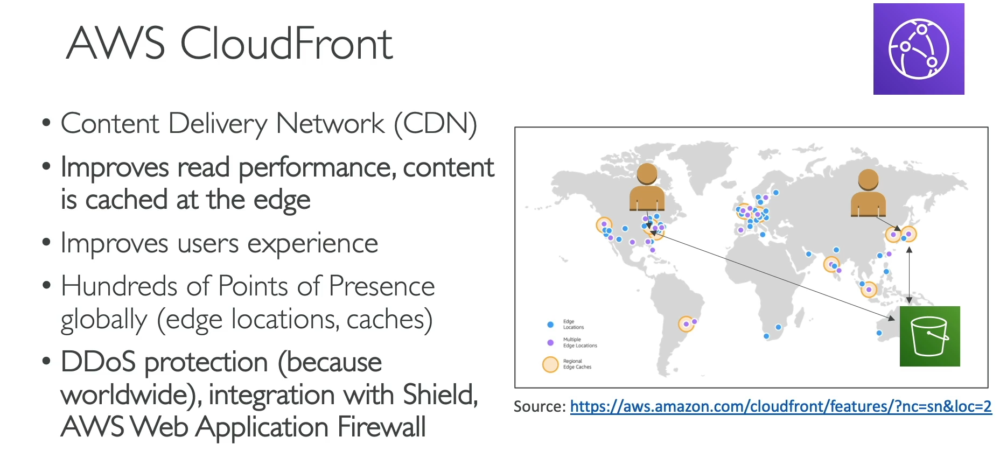 AWS CloudFront
• Content Delivery Network (CDN)
• Improves read performance, content
is cached at the edge
• Improves users experience
• Hundreds of Points of Presence
globally (edge locations, caches)
• DDoS protection (because
worldwide), integration with Shield,
AWS Web Application Firewall
Edge
Locations
Multiple
Edge Locations
Regional
Edge Caches
Source: https://aws.amazon.com/cloudfront/features/?nc=sn&loc=2